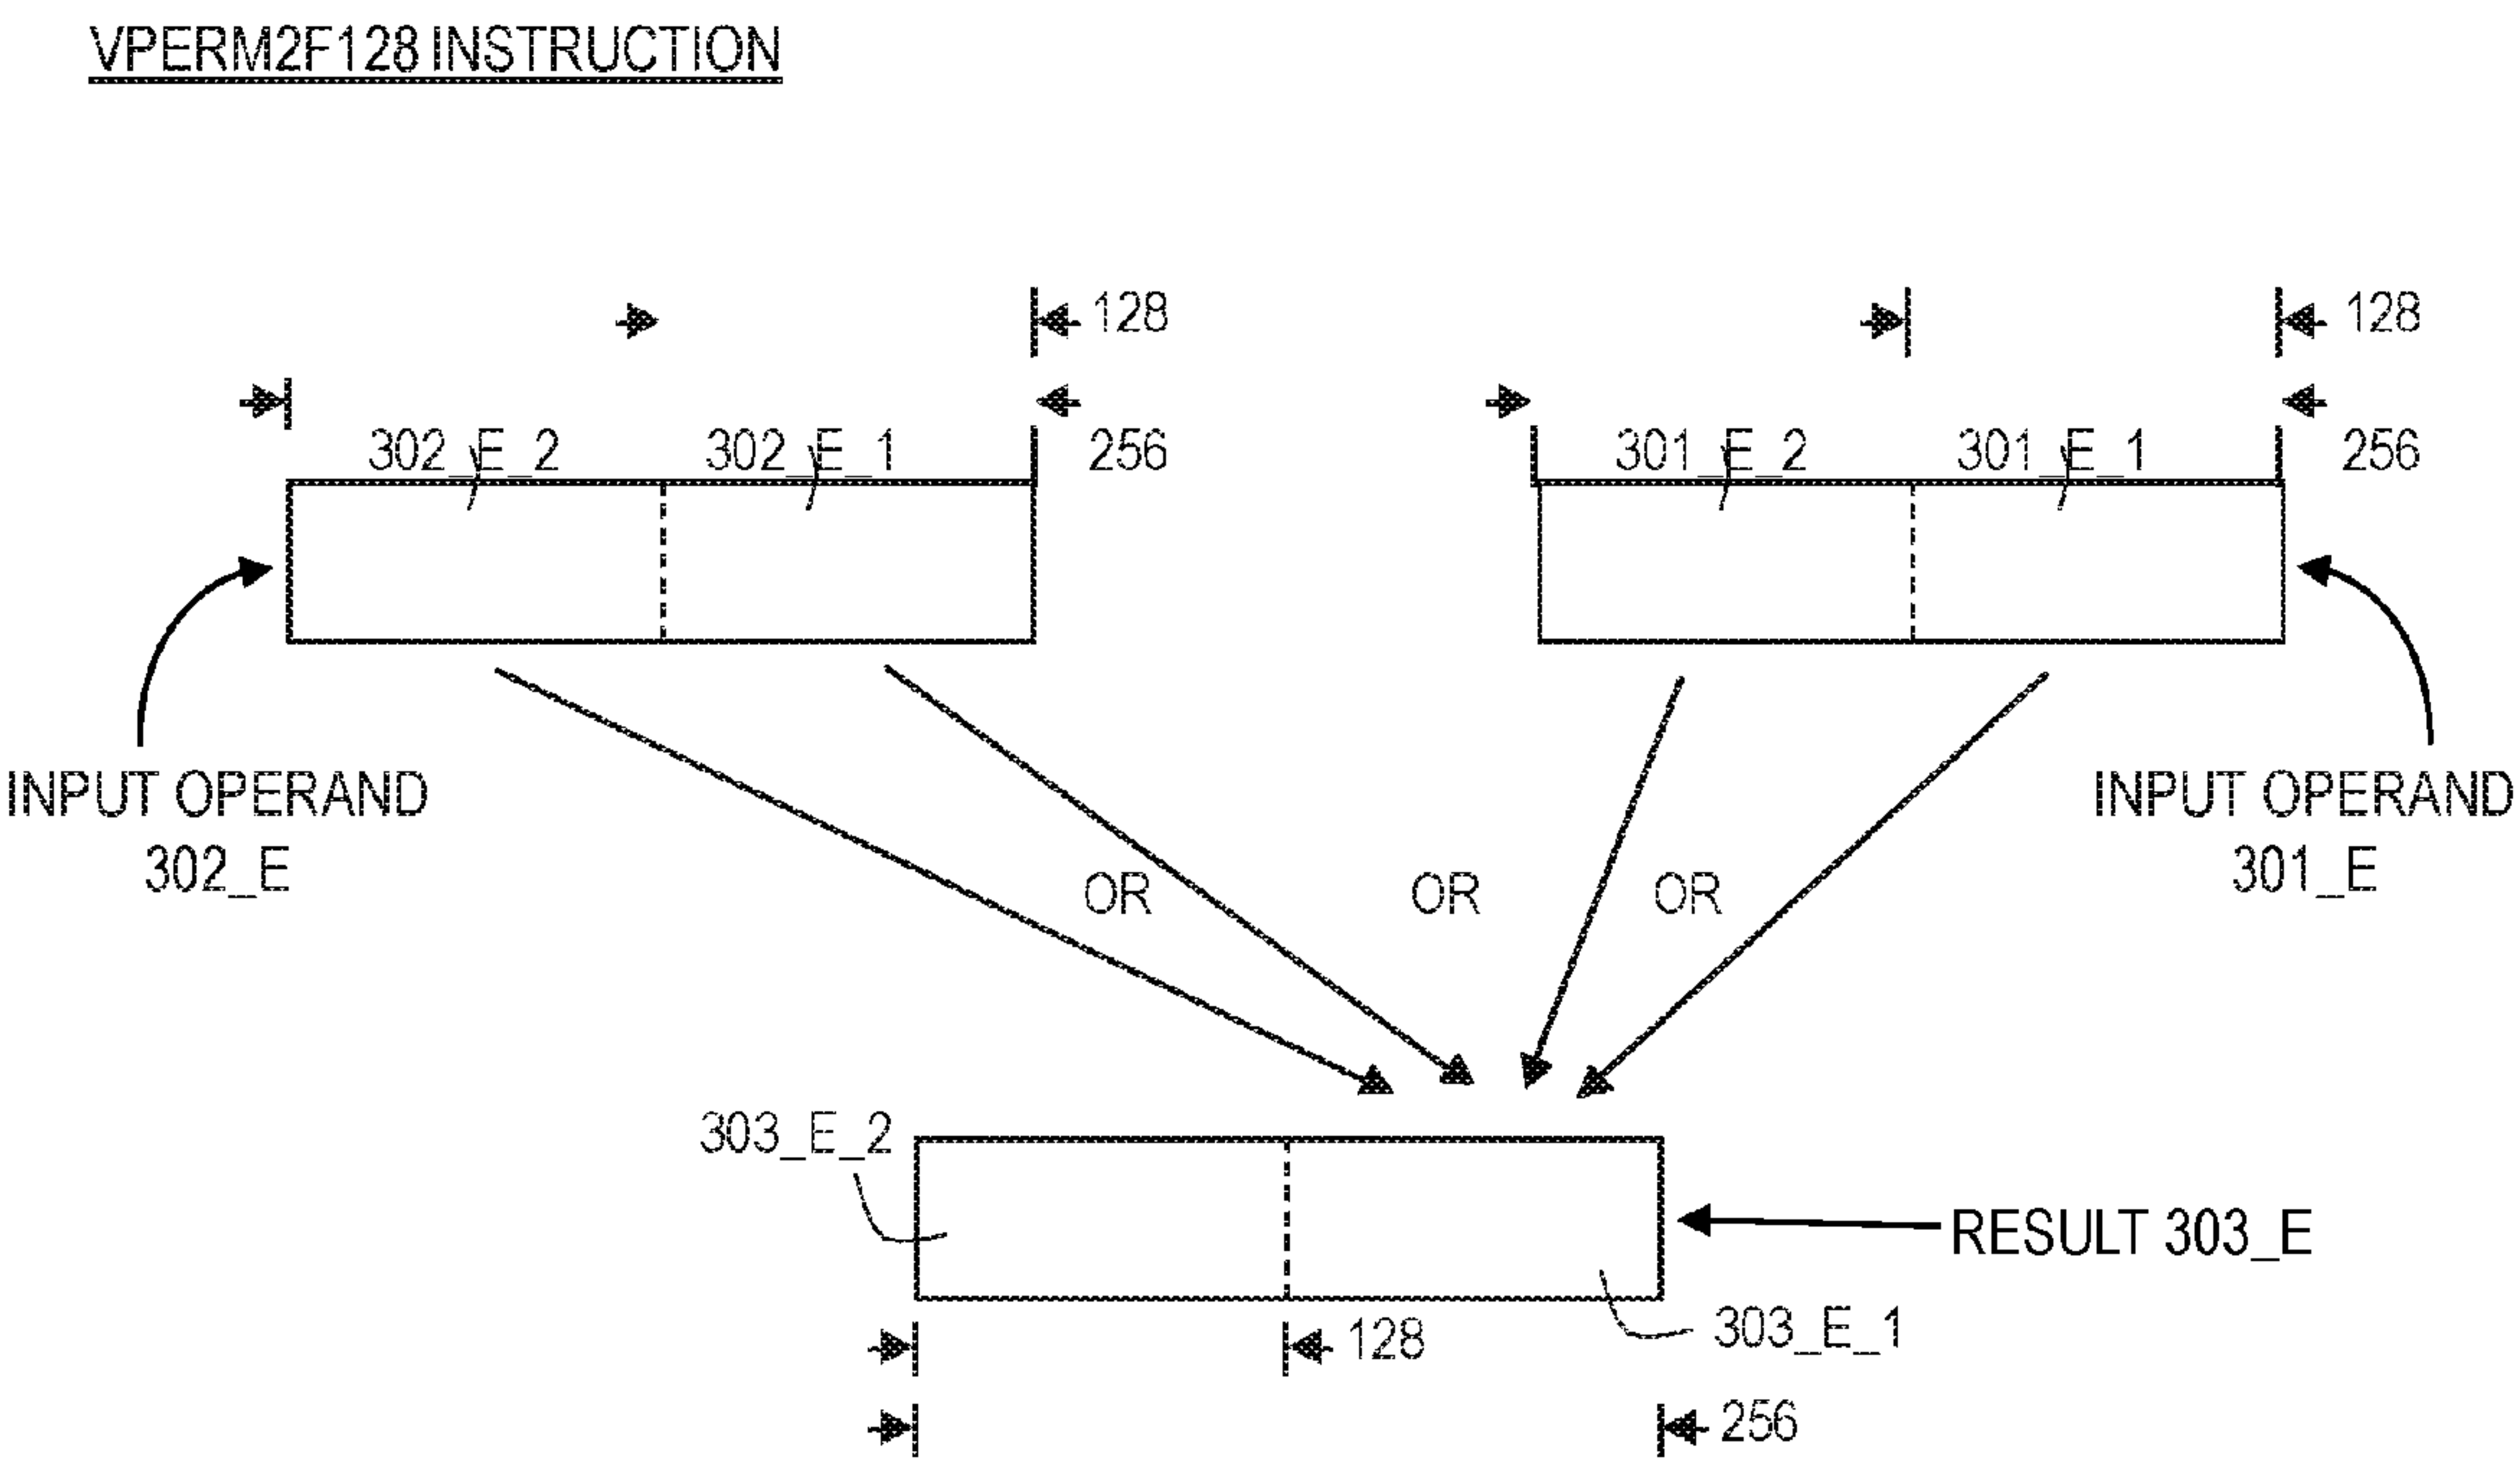 VPERM2F128 INSTRUCTION
128
128
302_E_2
302_E_1
256
301_E_2
301_E_1
256
INPUT OPERAND
302_E
INPUT OPERAND
301_E
OR
OR
OR
303_E_2
RESULT 303_E
128
303_E_1
256